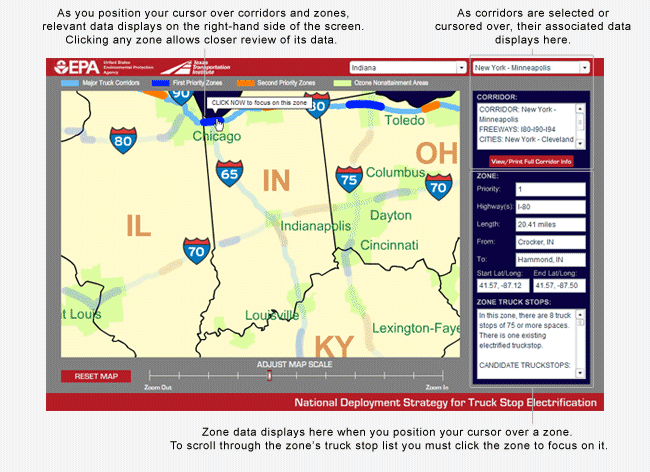 As you position your cursor over corridors and zones,
relevant data displays on the right-hand side of the screen.
Clicking any zone allows closer review of its data.
As corridors are selected or
cursored over, their associated data
displays here.
EPA
United States
Environmental Protection
Agency
Texas
Transportation
Institute
Indiana
New York - Minneapolis
Major Truck Corridors
First Priority Zones
Second Priority Zones
Ozone Nonattainment Areas
90
CLICK NOW to focus on this zone
80
Chicago
Toledo
80
OH
65
IN
75
Columbus
70
IL
Indianapolis
Dayton
70
Cincinnati
at Louis
Louisville
Lexington-Faye
KY
CORRIDOR:
CORRIDOR: New York -
Minneapolis
FREEWAYS: I80-I90-I94
CITIES: New York - Cleveland
View/Print Full Corridor Info
ZONE:
Priority: 1
Highway(s): I-80
Length: 20.41 miles
From: Crocker, IN
To: Hammond, IN
Start Lat/Long: End Lat/Long:
41.57, -87.12 41.57, -87.50
ZONE TRUCK STOPS:
In this zone, there are 8 truck
stops of 75 or more spaces.
There is one existing
electrified truckstop.
CANDIDATE TRUCKSTOPS:
RESET MAP
ADJUST MAP SCALE
Zoom Out
Zoom In
National Deployment Strategy for Truck Stop Electrification
Zone data displays here when you position your cursor over a zone.
To scroll through the zone's truck stop list you must click the zone to focus on it.